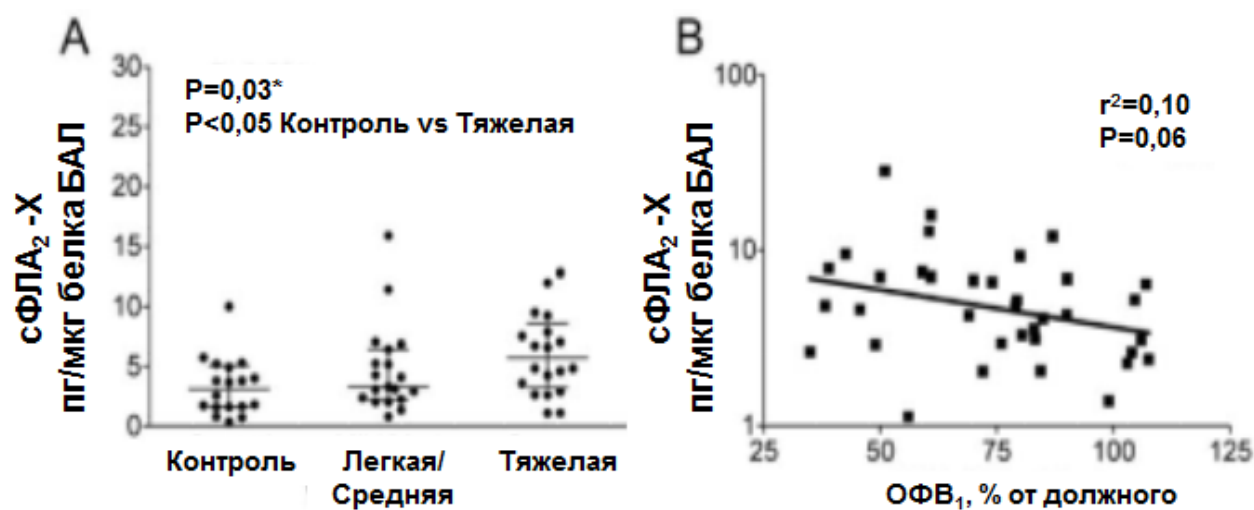 A
сФЛА₂ -X
пг/мкг белка БАЛ
30
25
20
15
10
5
0
P=0,03*
P<0,05 Контроль vs Тяжелая
Контроль
Легкая/
Средняя
Тяжелая
B
сФЛА₂ -X
пг/мкг белка БАЛ
100
10
1
r²=0,10
P=0,06
25
50
75
100
125
ОФВ₁, % от должного